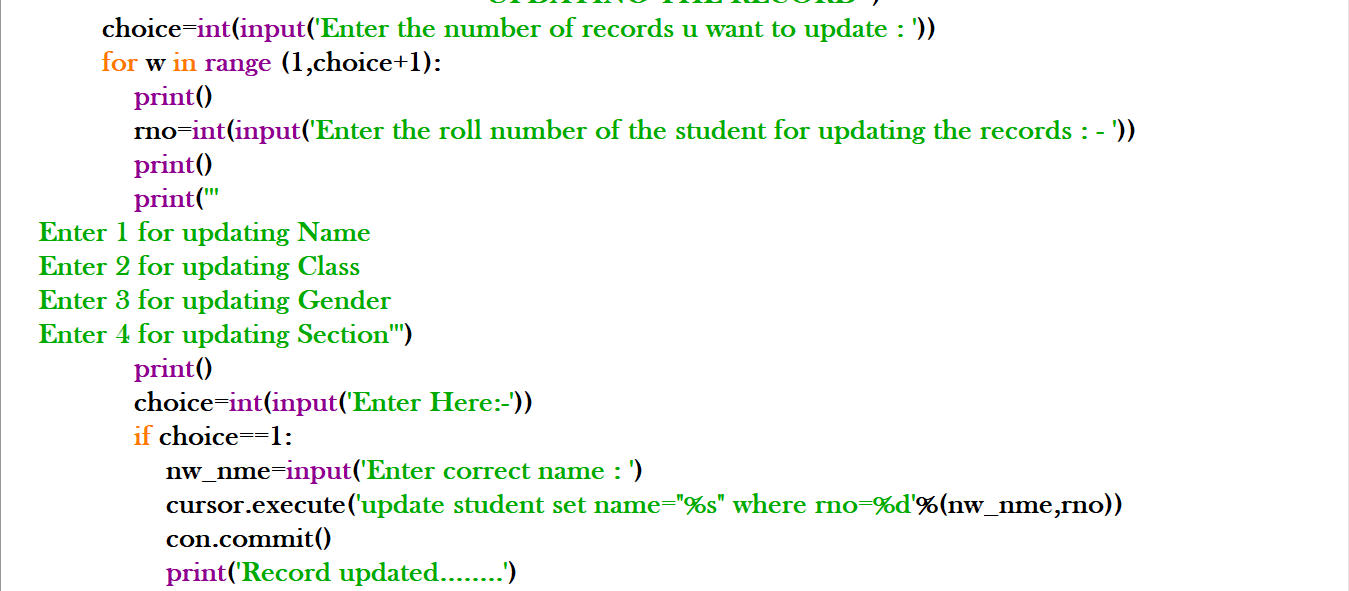 UPDATING THE RECORD ')
choice=int(input('Enter the number of records u want to update : '))
for w in range (1,choice+1):
print()
rno=int(input('Enter the roll number of the student for updating the records : - '))
print()
print('''
Enter 1 for updating Name
Enter 2 for updating Class
Enter 3 for updating Gender
Enter 4 for updating Section''')
print()
choice=int(input('Enter Here:-'))
if choice==1:
nw_nme=input('Enter correct name : ')
cursor.execute('update student set name="%s" where rno=%d'%(nw_nme,rno))
con.commit()
print('Record updated........')